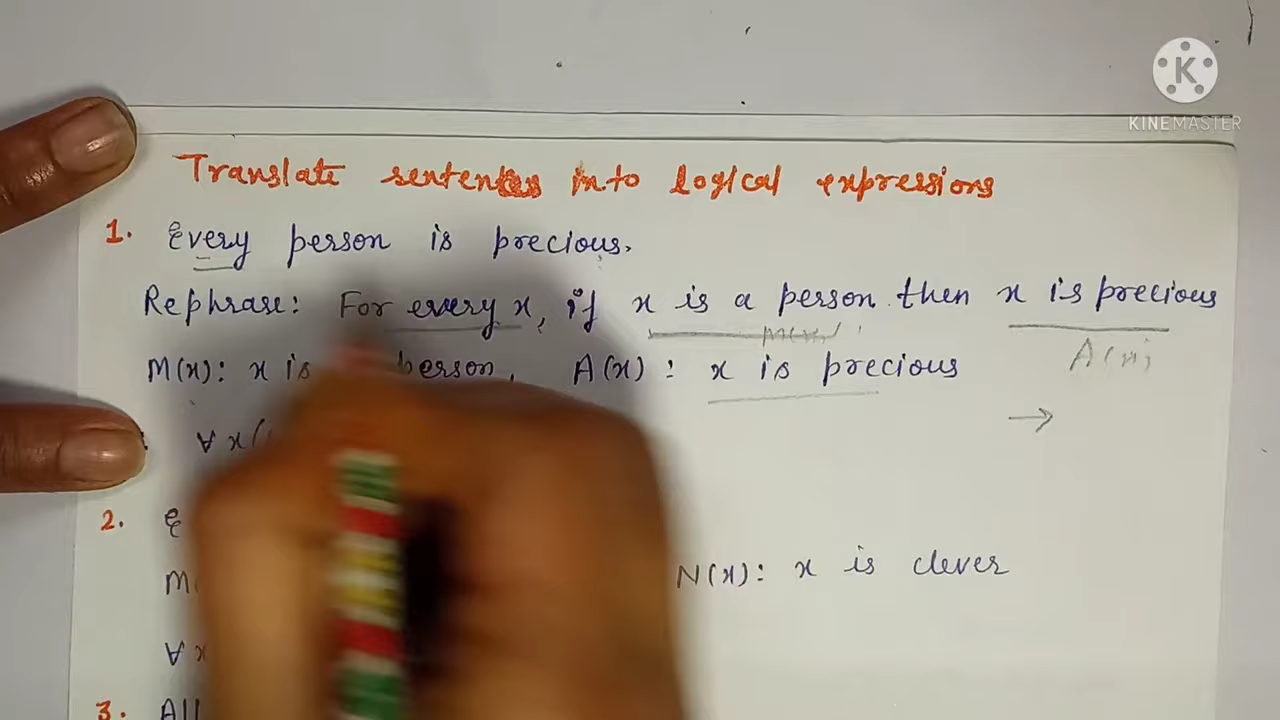 KINEMASTER
Translate sentences into logical expressions
1. Every person is precious.
Rephrase: For every x, if x is a person then x is precious
M(x) A(x)
M(x): x is person, A(x): x is precious
→
∀x(
2.
N(x): x is clever
∀x
3. All